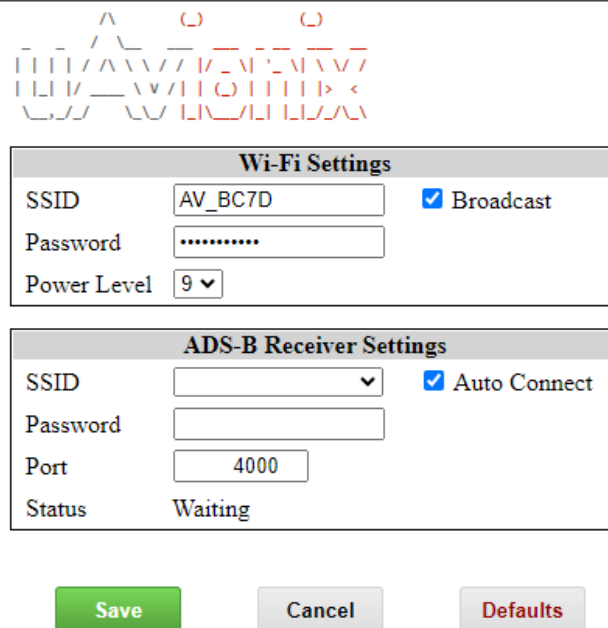 uAvionix
Wi-Fi Settings
SSID AV_BC7D Broadcast
Password •••••••••••
Power Level 9
ADS-B Receiver Settings
SSID Auto Connect
Password
Port 4000
Status Waiting
Save Cancel Defaults